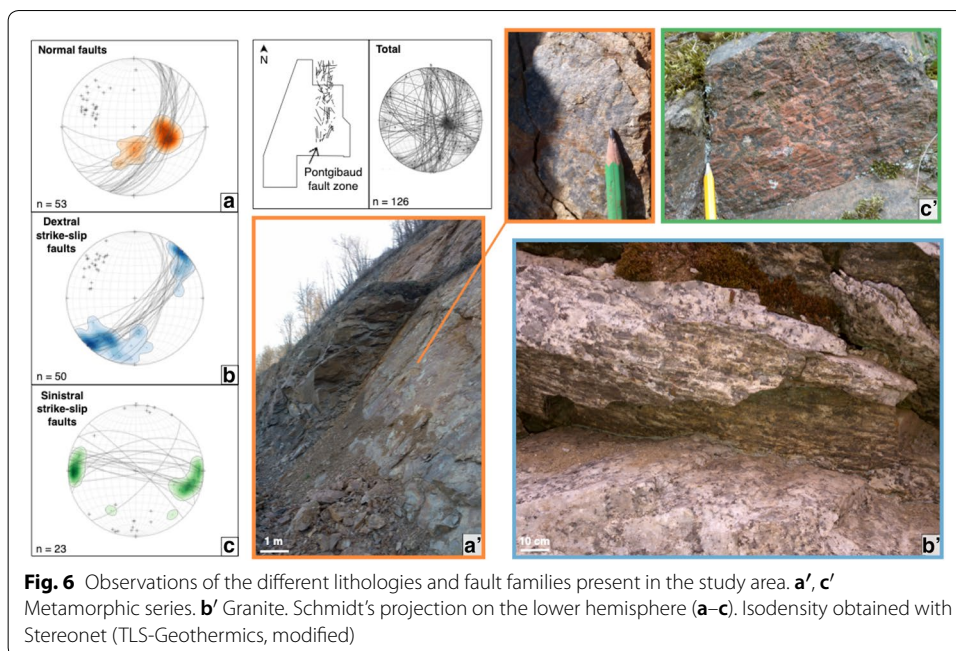 Normal faults
n = 53
a
Dextral
strike-slip
faults
n = 50
b
Sinistral
strike-slip
faults
n = 23
c
N
Pontgibaud
fault zone
Total
n = 126
c'
1 m
a'
10 cm
b'
Fig. 6 Observations of the different lithologies and fault families present in the study area. a′, c′
Metamorphic series. b′ Granite. Schmidt's projection on the lower hemisphere (a–c). Isodensity obtained with
Stereonet (TLS-Geothermics, modified)